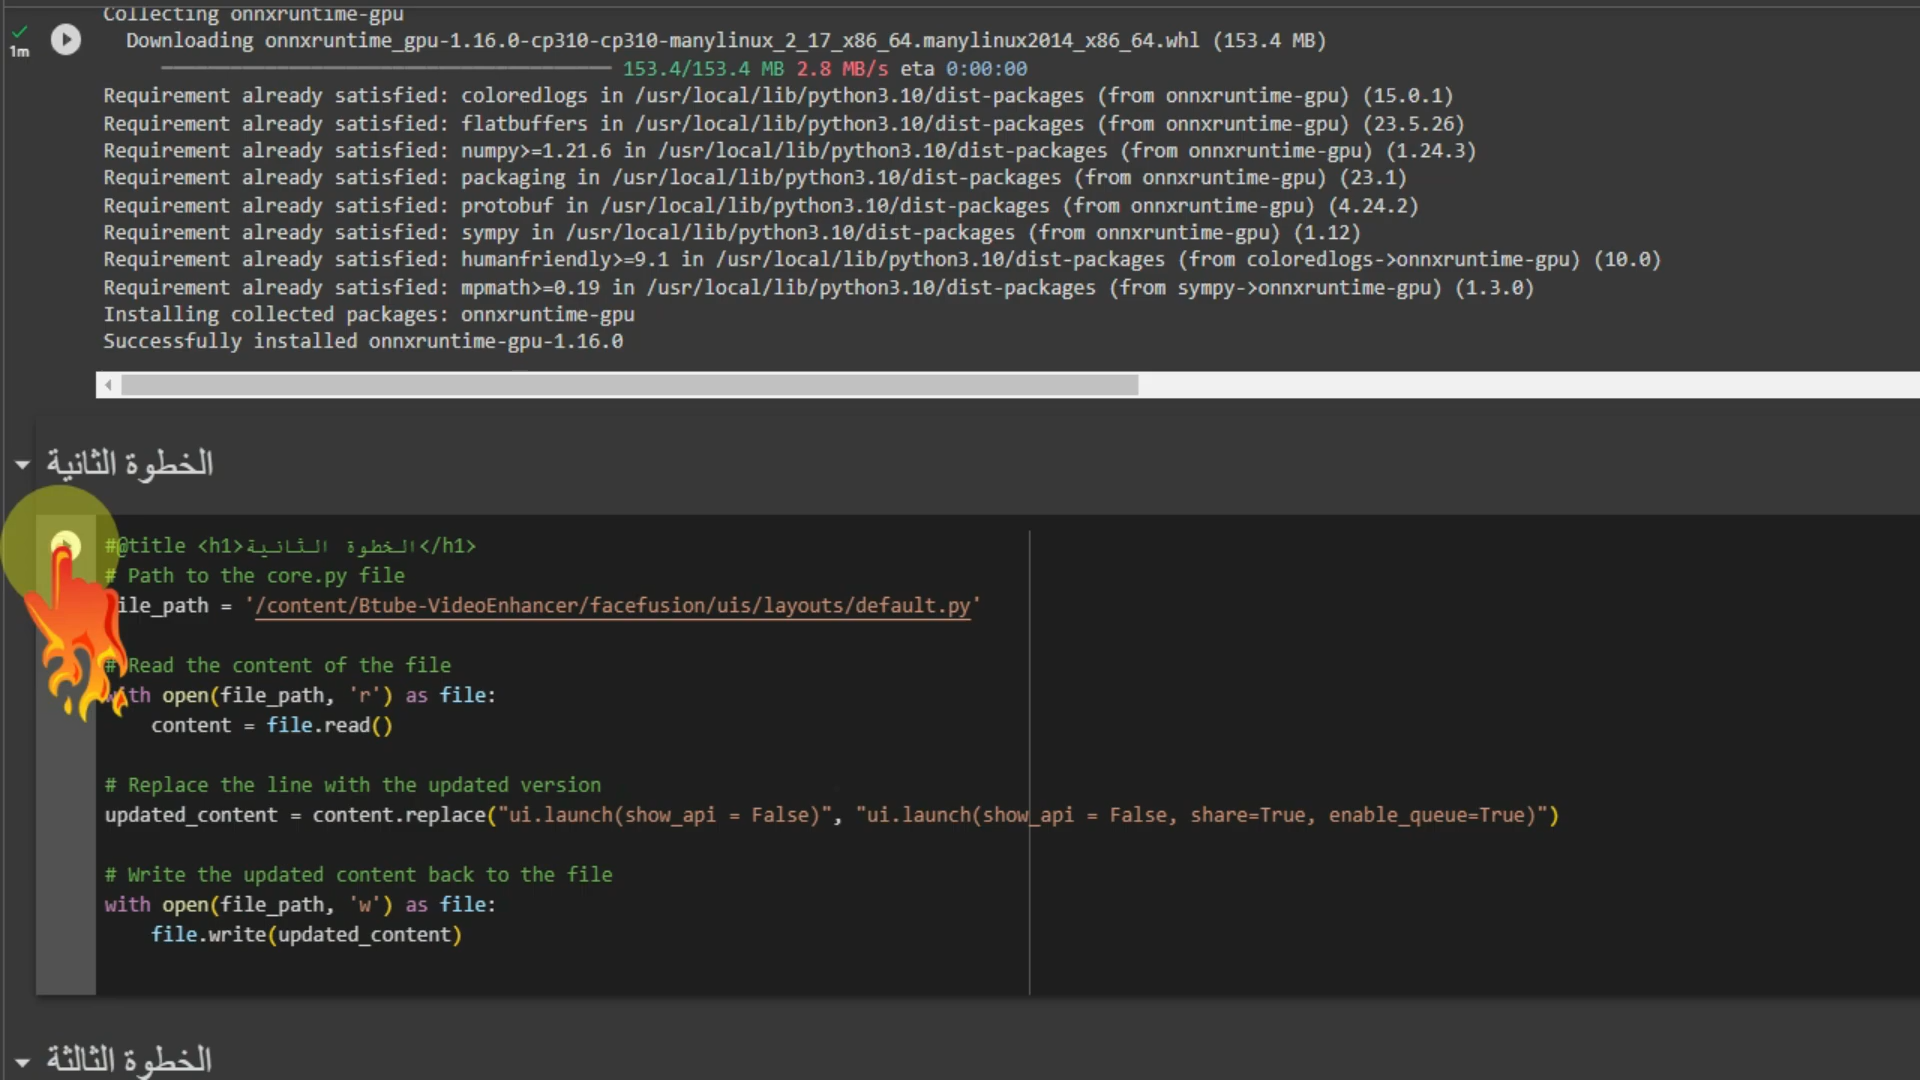 Collecting onnxruntime-gpu
1m
Downloading onnxruntime_gpu-1.16.0-cp310-cp310-manylinux_2_17_x86_64.manylinux2014_x86_64.whl (153.4 MB)
153.4/153.4 MB 2.8 MB/s eta 0:00:00
Requirement already satisfied: coloredlogs in /usr/local/lib/python3.10/dist-packages (from onnxruntime-gpu) (15.0.1)
Requirement already satisfied: flatbuffers in /usr/local/lib/python3.10/dist-packages (from onnxruntime-gpu) (23.5.26)
Requirement already satisfied: numpy>=1.21.6 in /usr/local/lib/python3.10/dist-packages (from onnxruntime-gpu) (1.24.3)
Requirement already satisfied: packaging in /usr/local/lib/python3.10/dist-packages (from onnxruntime-gpu) (23.1)
Requirement already satisfied: protobuf in /usr/local/lib/python3.10/dist-packages (from onnxruntime-gpu) (4.24.2)
Requirement already satisfied: sympy in /usr/local/lib/python3.10/dist-packages (from onnxruntime-gpu) (1.12)
Requirement already satisfied: humanfriendly>=9.1 in /usr/local/lib/python3.10/dist-packages (from coloredlogs->onnxruntime-gpu) (10.0)
Requirement already satisfied: mpmath>=0.19 in /usr/local/lib/python3.10/dist-packages (from sympy->onnxruntime-gpu) (1.3.0)
Installing collected packages: onnxruntime-gpu
Successfully installed onnxruntime-gpu-1.16.0
الخطوة الثانية
#@title <h1>الخطوة الثانية</h1>
# Path to the core.py file
ile_path = '/content/Btube-VideoEnhancer/facefusion/uis/layouts/default.py'
# Read the content of the file
with open(file_path, 'r') as file:
content = file.read()
# Replace the line with the updated version
updated_content = content.replace("ui.launch(show_api = False)", "ui.launch(show_api = False, share=True, enable_queue=True)")
# Write the updated content back to the file
with open(file_path, 'w') as file:
file.write(updated_content)
الخطوة الثالثة